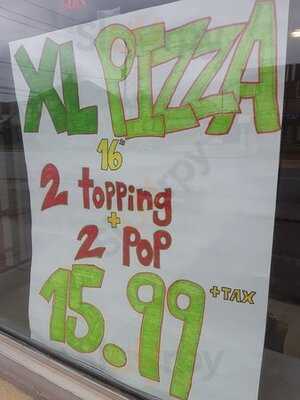 XL PIZZA
16"
2 topping
+
2 POP
15.99 + TAX